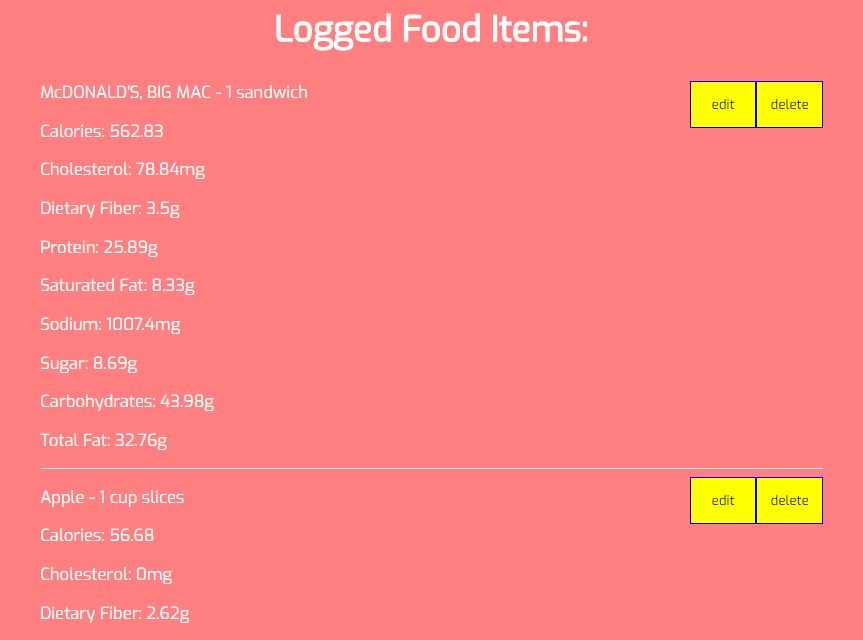 Logged Food Items:
McDONALD'S, BIG MAC - 1 sandwich
edit delete
Calories: 562.83
Cholesterol: 78.84mg
Dietary Fiber: 3.5g
Protein: 25.89g
Saturated Fat: 8.33g
Sodium: 1007.4mg
Sugar: 8.69g
Carbohydrates: 43.98g
Total Fat: 32.76g
Apple - 1 cup slices
edit delete
Calories: 56.68
Cholesterol: 0mg
Dietary Fiber: 2.62g